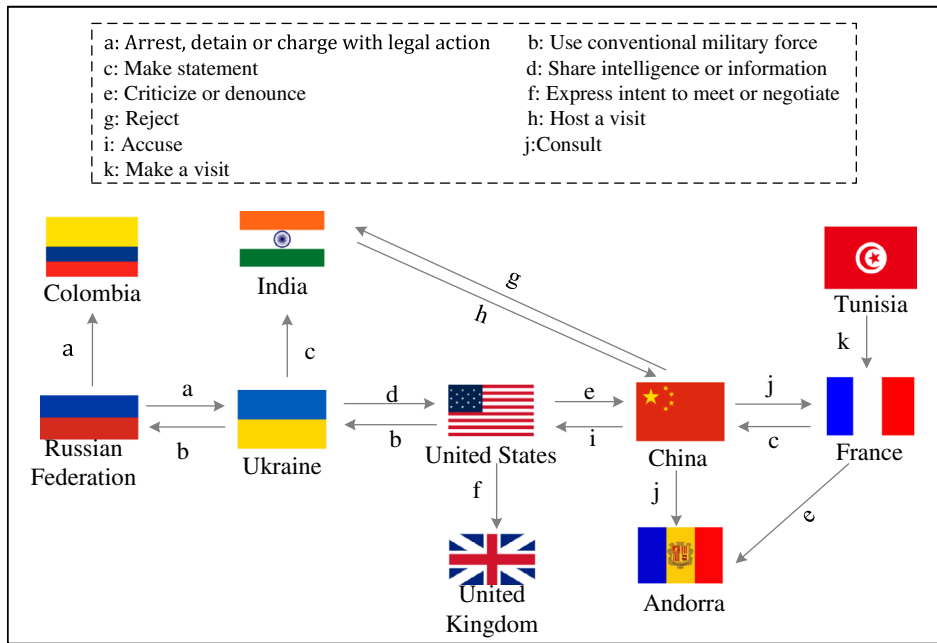 a: Arrest, detain or charge with legal action
b: Use conventional military force
c: Make statement
d: Share intelligence or information
e: Criticize or denounce
f: Express intent to meet or negotiate
g: Reject
h: Host a visit
i: Accuse
j:Consult
k: Make a visit
Colombia
India
Tunisia
g
h
a
c
k
a
b
d
b
e
i
j
c
Russian
Federation
Ukraine
United States
China
France
f
j
e
United
Kingdom
Andorra